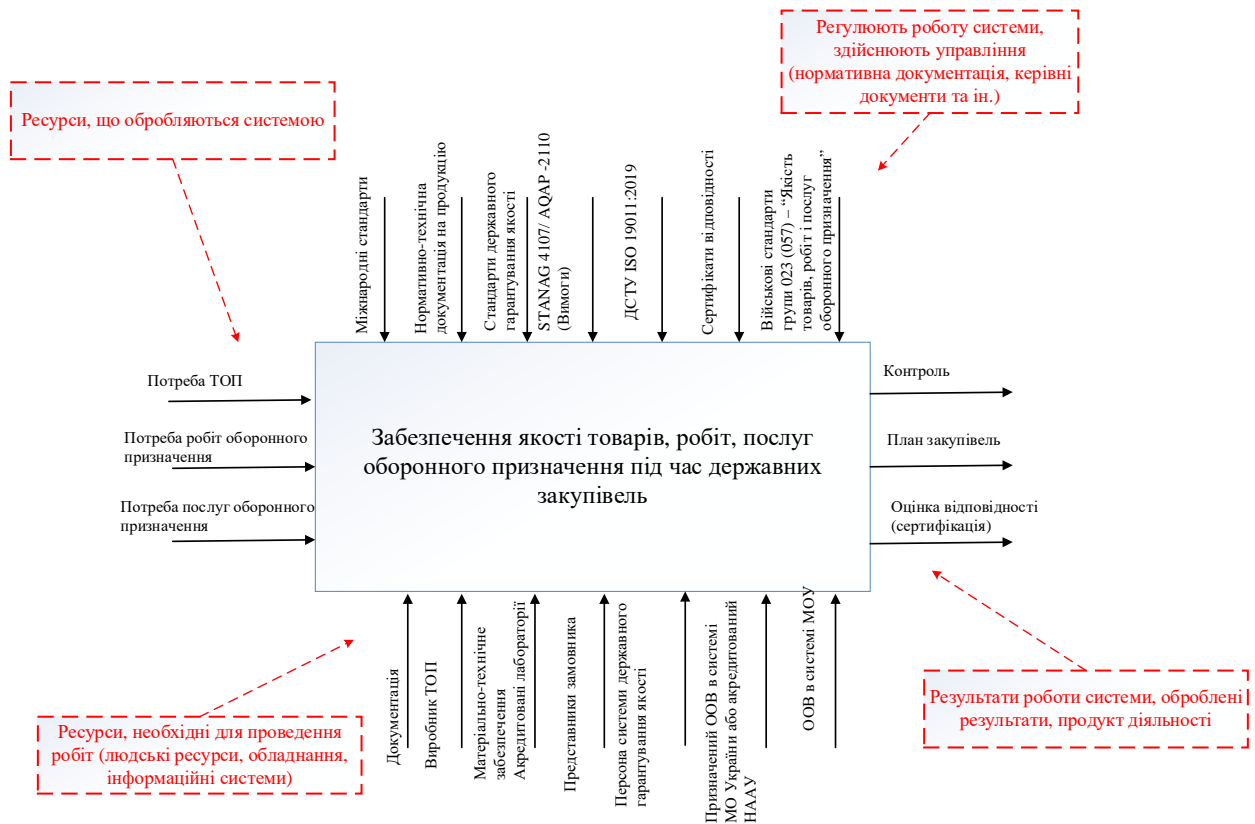 Регулюють роботу системи,
здійснюють управління
(нормативна документація, керівні
документи та ін.)
Ресурси, що обробляються системою
Міжнародні стандарти
Нормативно-технічна
документація на продукцію
Стандарти державного
гарантування якості
STANAG 4107/ AQAP -2110
(Вимоги)
ДСТУ ISO 19011:2019
Сертифікати відповідності
Військові стандарти
групи 023 (057) – “Якість
товарів, робіт і послуг
оборонного призначення”
Потреба ТОП
Потреба робіт оборонного
призначення
Потреба послуг оборонного
призначення
Забезпечення якості товарів, робіт, послуг
оборонного призначення під час державних
закупівель
Контроль
План закупівель
Оцінка відповідності
(сертифікація)
Документація
Виробник ТОП
Матеріально-технічне
забезпечення
Акредитовані лабораторії
Представники замовника
Персона системи державного
гарантування якості
Призначений ООВ в системі
МО України або акредитований
НААУ
ООВ в системі МОУ
Ресурси, необхідні для проведення
робіт (людські ресурси, обладнання,
інформаційні системи)
Результати роботи системи, оброблені
результати, продукт діяльності